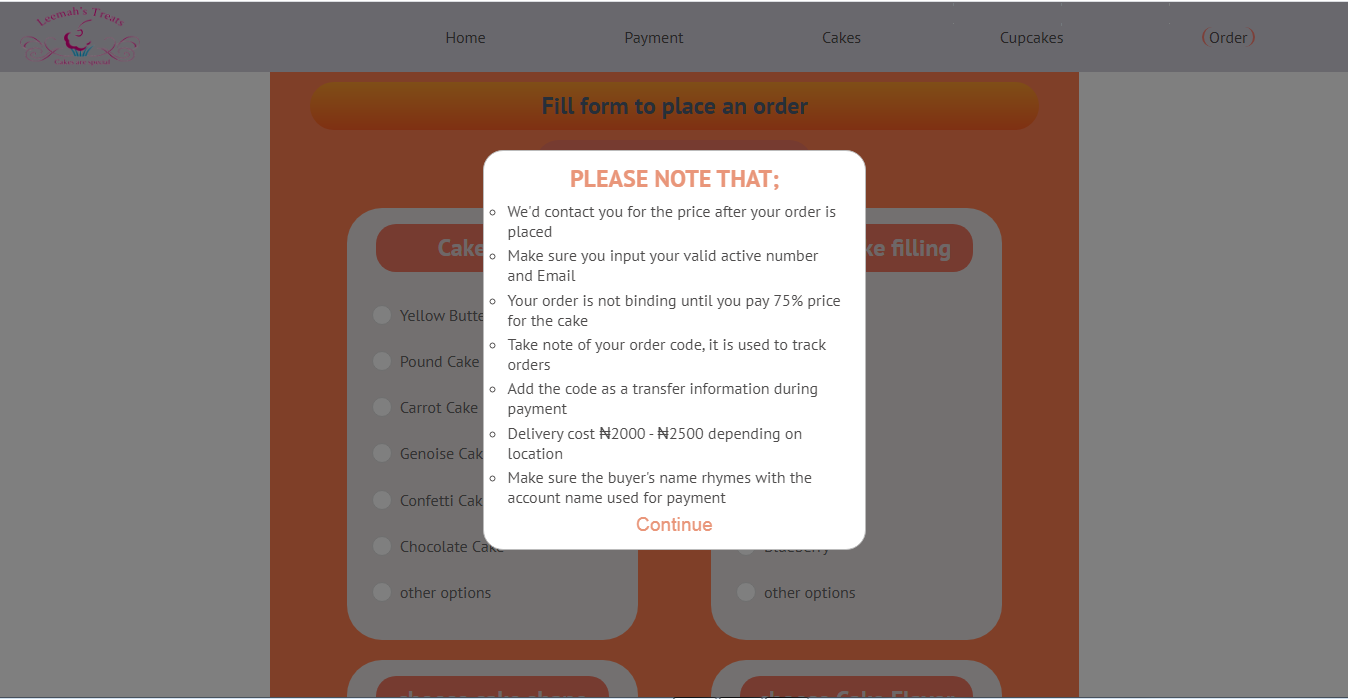 Leemah's Treats
Cakes are special
Home
Payment
Cakes
Cupcakes
(Order)
Fill form to place an order
PLEASE NOTE THAT;
We'd contact you for the price after your order is
placed
Make sure you input your valid active number
and Email
Your order is not binding until you pay 75% price
for the cake
Take note of your order code, it is used to track
orders
Add the code as a transfer information during
payment
Delivery cost ₦2000 - ₦2500 depending on
location
Make sure the buyer's name rhymes with the
account name used for payment
Continue
Cake
Yellow Butte
Pound Cake
Carrot Cake
Genoise Cak
Confetti Cak
Chocolate Cake
other options
ke filling
Blueberry
other options
choose cake shape
choose Cake Flavor